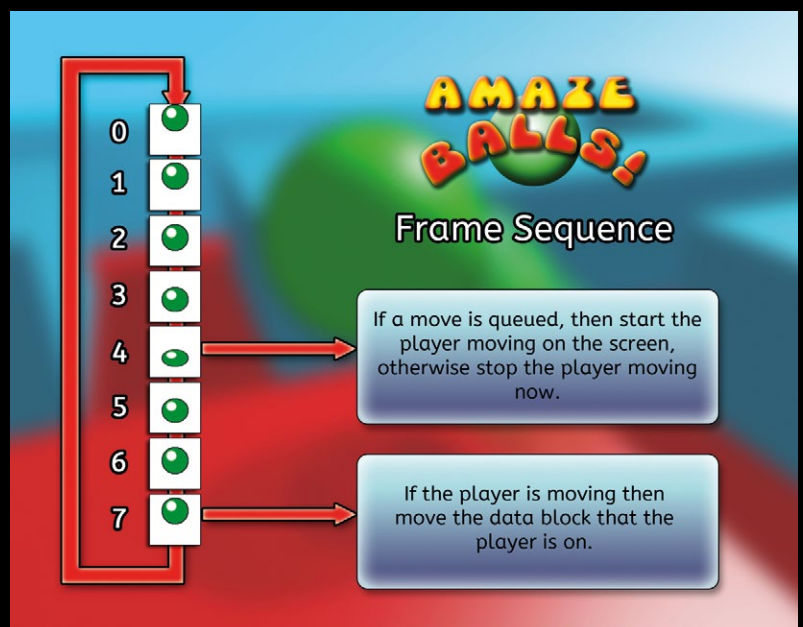 AMAZE
BALLS!
Frame Sequence
0
1
2
3
4
5
6
7
If a move is queued, then start the
player moving on the screen,
otherwise stop the player moving
now.
If the player is moving then
move the data block that the
player is on.